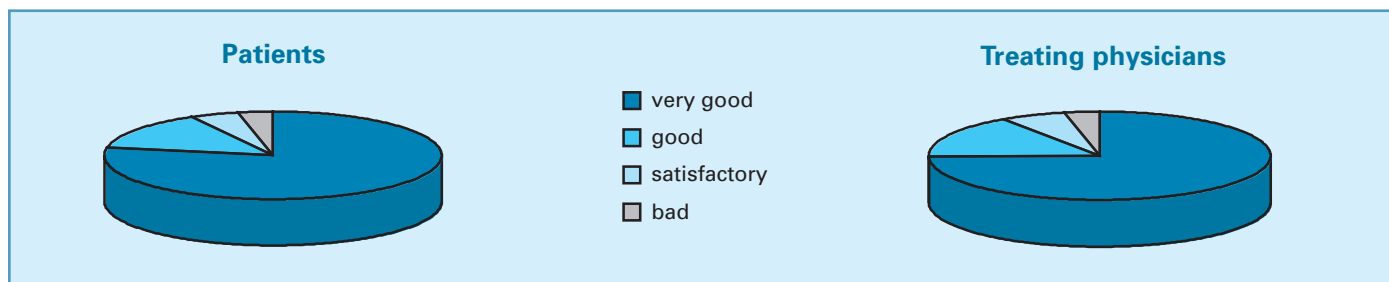 Patients
Treating physicians
very good
good
satisfactory
bad